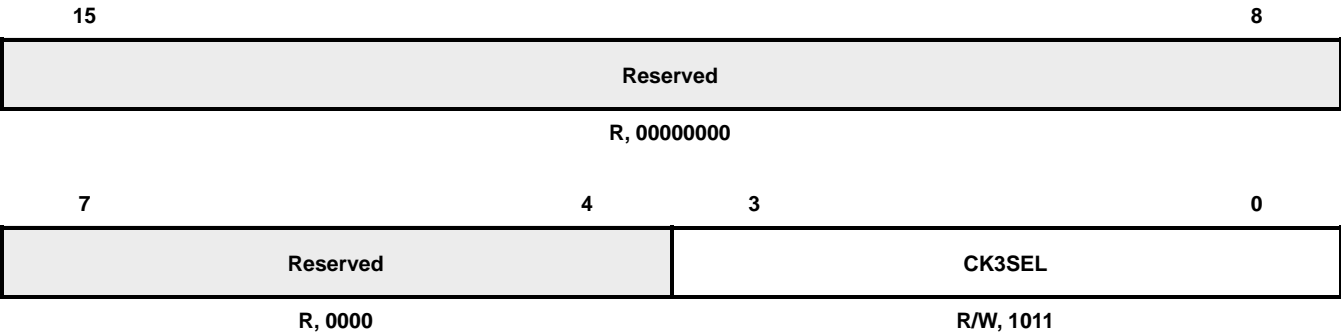 15 8
Reserved
R, 00000000
7 4 3 0
Reserved CK3SEL
R, 0000 R/W, 1011